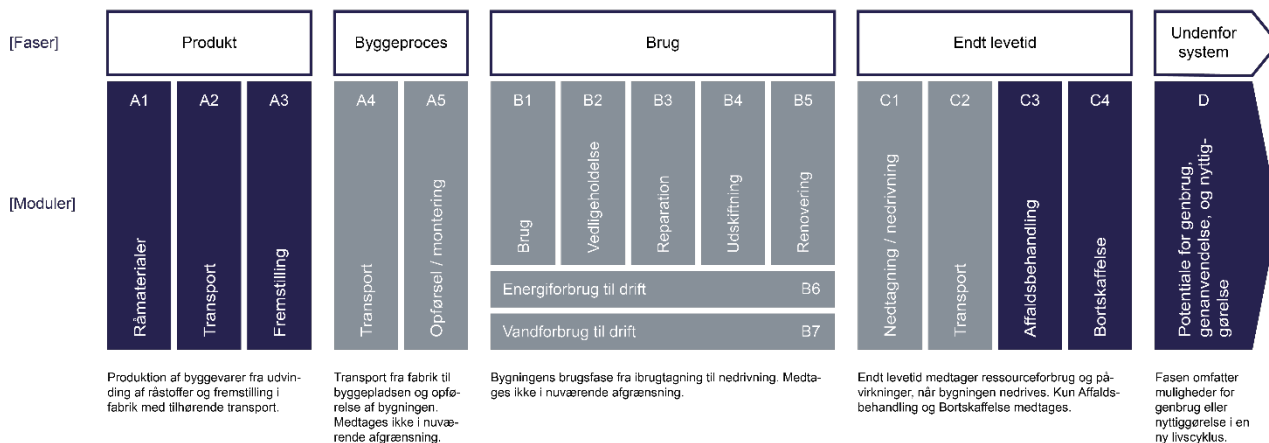 [Faser]
Produkt
Byggeproces
Brug
Endt levetid
Undenfor
system
[Moduler]
A1
Råmaterialer
A2
Transport
A3
Fremstilling
A4
Transport
A5
Opførsel / montering
B1
Brug
B2
Vedligeholdelse
B3
Reparation
B4
Udskiftning
B5
Renovering
Energiforbrug til drift B6
Vandforbrug til drift B7
C1
Nedtagning / nedrivning
C2
Transport
C3
Affaldsbehandling
C4
Bortskaffelse
D
Potentiale for genbrug,
genanvendelse, og nyttig-
gørelse
Produktion af byggevarer fra udvin-
ding af råstoffer og fremstilling i
fabrik med tilhørende transport.
Transport fra fabrik til
byggepladsen og opfø-
relse af bygningen.
Medtages ikke i nuvæ-
rende afgrænsning.
Bygningens brugsfase fra ibrugtagning til nedrivning. Medta-
ges ikke i nuværende afgrænsning.
Endt levetid medtager ressourceforbrug og på-
virkninger, når bygningen nedrives. Kun Affalds-
behandling og Bortskaffelse medtages.
Fasen omfatter
muligheder for
genbrug eller
nyttiggørelse i en
ny livscyklus.